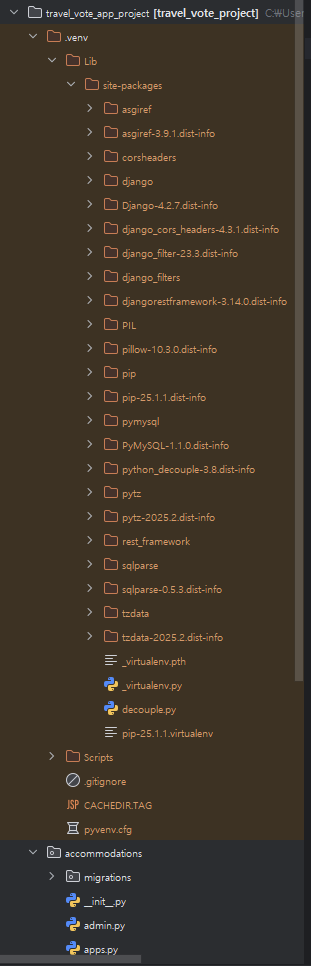 travel_vote_app_project [travel_vote_project] C:₩User
.venv
Lib
site-packages
asgiref
asgiref-3.9.1.dist-info
corsheaders
django
Django-4.2.7.dist-info
django_cors_headers-4.3.1.dist-info
django_filter-23.3.dist-info
django_filters
djangorestframework-3.14.0.dist-info
PIL
pillow-10.3.0.dist-info
pip
pip-25.1.1.dist-info
pymysql
PyMySQL-1.1.0.dist-info
python_decouple-3.8.dist-info
pytz
pytz-2025.2.dist-info
rest_framework
sqlparse
sqlparse-0.5.3.dist-info
tzdata
tzdata-2025.2.dist-info
_virtualenv.pth
_virtualenv.py
decouple.py
pip-25.1.1.virtualenv
Scripts
.gitignore
JSP CACHEDIR.TAG
pyvenv.cfg
accommodations
migrations
__init__.py
admin.py
apps.py